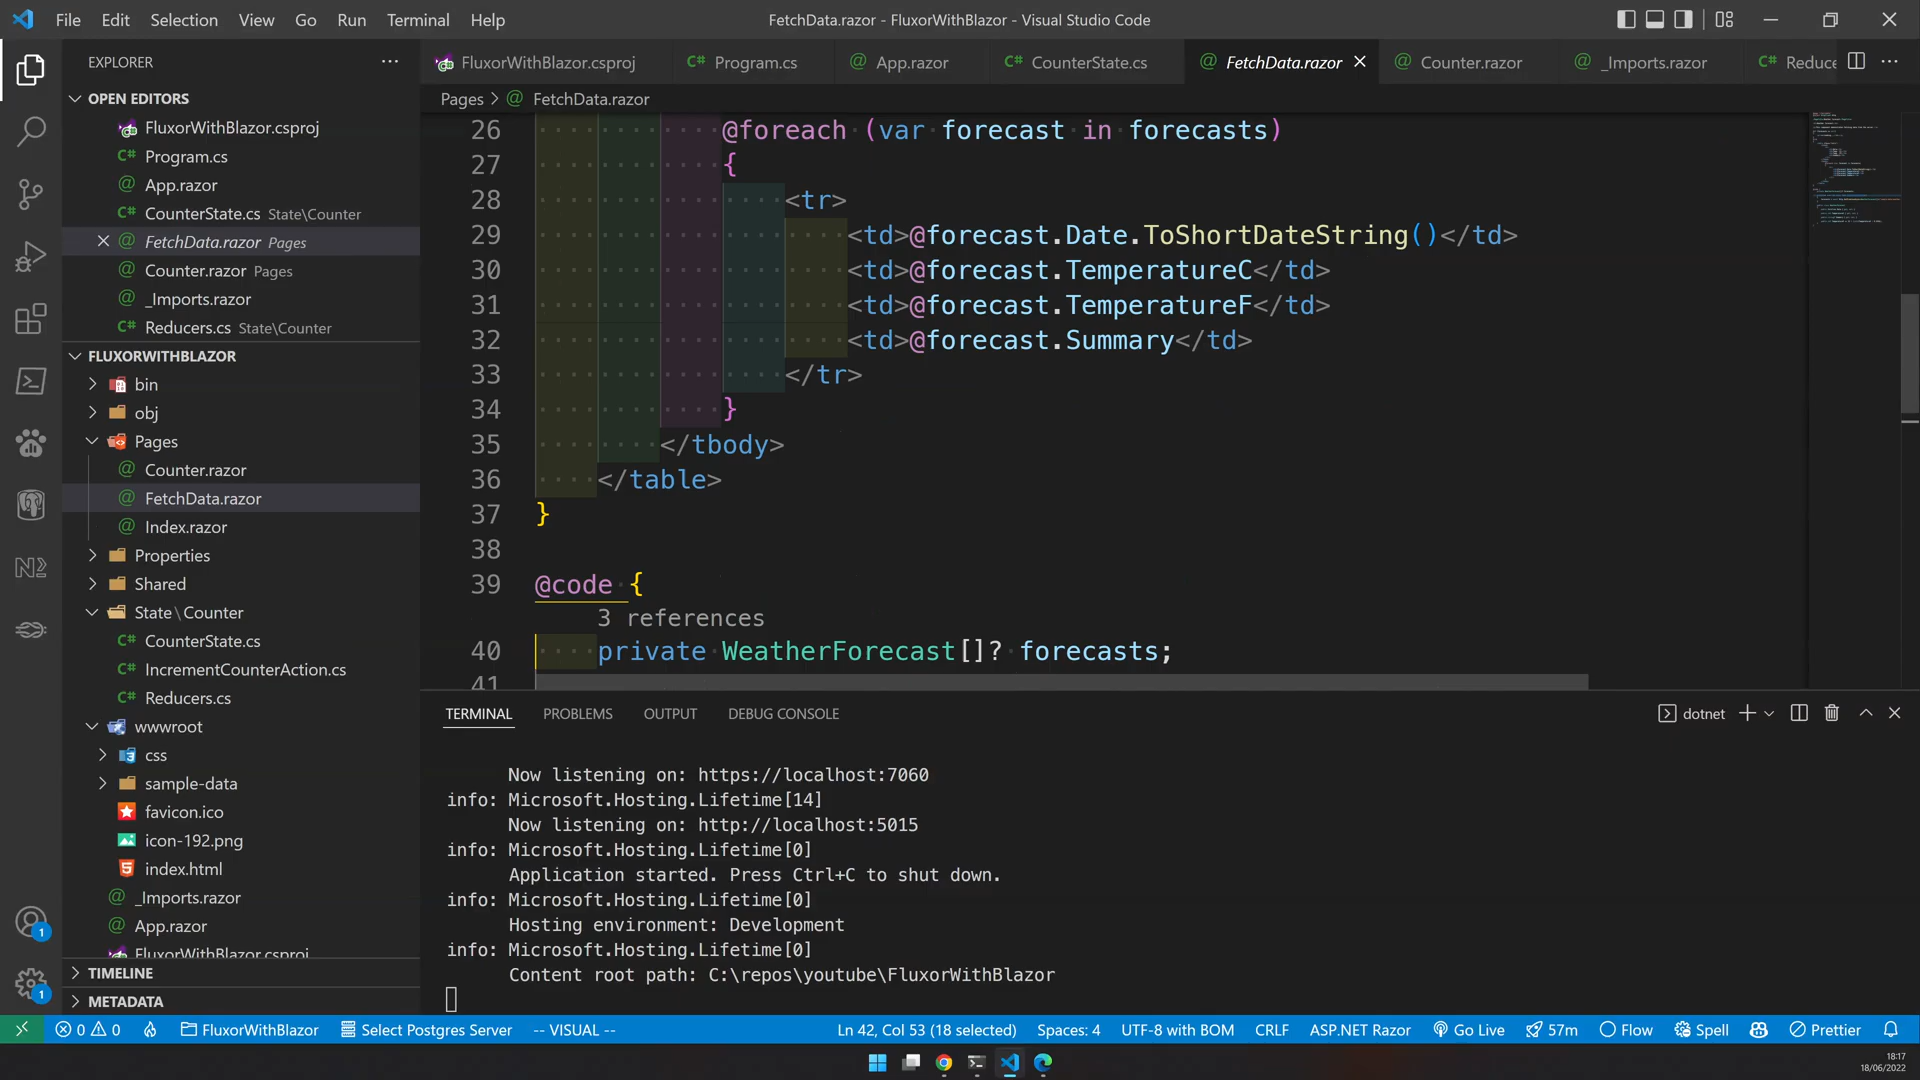 File Edit Selection View Go Run Terminal Help
FetchData.razor - FluxorWithBlazor - Visual Studio Code
EXPLORER
OPEN EDITORS
FluxorWithBlazor.csproj
Program.cs
App.razor
CounterState.cs State\Counter
FetchData.razor Pages
Counter.razor Pages
_Imports.razor
Reducers.cs State\Counter
FLUXORWITHBLAZOR
bin
obj
Pages
Counter.razor
FetchData.razor
Index.razor
Properties
Shared
State\Counter
CounterState.cs
IncrementCounterAction.cs
Reducers.cs
wwwroot
css
sample-data
favicon.ico
icon-192.png
index.html
_Imports.razor
App.razor
FluxorWithBlazor.csproj
TIMELINE
METADATA
FluxorWithBlazor.csproj Program.cs App.razor CounterState.cs FetchData.razor Counter.razor _Imports.razor Reduce
Pages > FetchData.razor
26 @foreach (var forecast in forecasts)
27 {
28 <tr>
29 <td>@forecast.Date.ToShortDateString()</td>
30 <td>@forecast.TemperatureC</td>
31 <td>@forecast.TemperatureF</td>
32 <td>@forecast.Summary</td>
33 </tr>
34 }
35 </tbody>
36 </table>
37 }
38
39 @code {
3 references
40 private WeatherForecast[]? forecasts;
41
TERMINAL PROBLEMS OUTPUT DEBUG CONSOLE
dotnet
Now listening on: https://localhost:7060
info: Microsoft.Hosting.Lifetime[14]
Now listening on: http://localhost:5015
info: Microsoft.Hosting.Lifetime[0]
Application started. Press Ctrl+C to shut down.
info: Microsoft.Hosting.Lifetime[0]
Hosting environment: Development
info: Microsoft.Hosting.Lifetime[0]
Content root path: C:\repos\youtube\FluxorWithBlazor
0 0 FluxorWithBlazor Select Postgres Server -- VISUAL -- Ln 42, Col 53 (18 selected) Spaces: 4 UTF-8 with BOM CRLF ASP.NET Razor Go Live 57m Flow Spell Prettier
18:17
18/06/2022